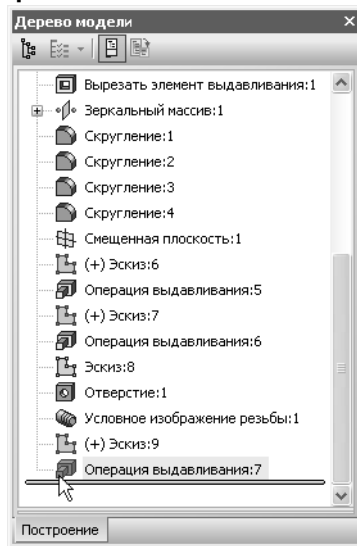 Дерево модели
Вырезать элемент выдавливания:1
Зеркальный массив:1
Скругление:1
Скругление:2
Скругление:3
Скругление:4
Смещенная плоскость:1
(+) Эскиз:6
Операция выдавливания:5
(+) Эскиз:7
Операция выдавливания:6
Эскиз:8
Отверстие:1
Условное изображение резьбы:1
(+) Эскиз:9
Операция выдавливания:7
Построение